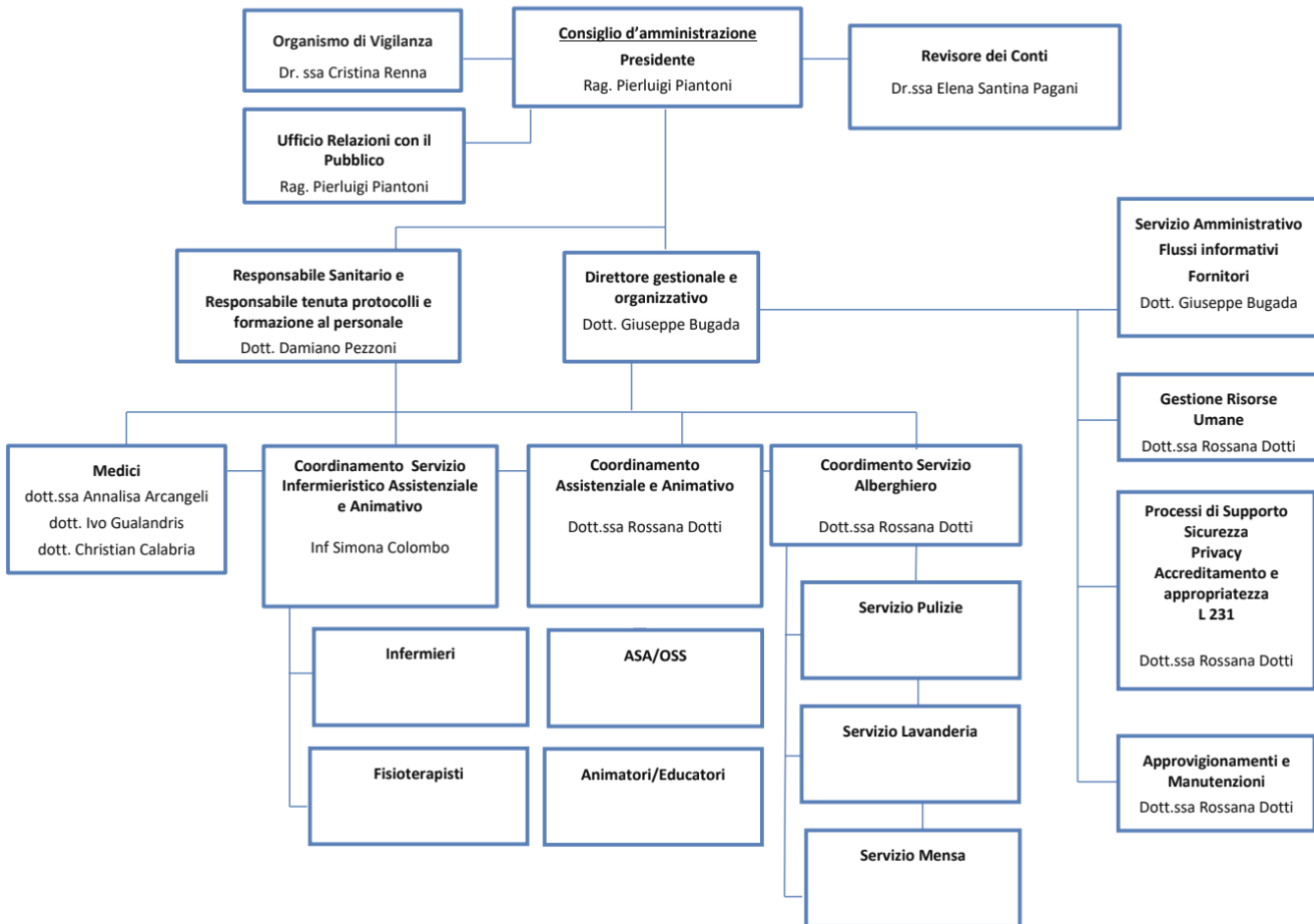 Organismo di Vigilanza
Dr. ssa Cristina Renna
Consiglio d'amministrazione
Presidente
Rag. Pierluigi Piantoni
Revisore dei Conti
Dr.ssa Elena Santina Pagani
Ufficio Relazioni con il
Pubblico
Rag. Pierluigi Piantoni
Responsabile Sanitario e
Responsabile tenuta protocolli e
formazione al personale
Dott. Damiano Pezzoni
Direttore gestionale e
organizzativo
Dott. Giuseppe Bugada
Servizio Amministrativo
Flussi informativi
Fornitori
Dott. Giuseppe Bugada
Gestione Risorse
Umane
Dott.ssa Rossana Dotti
Medici
dott.ssa Annalisa Arcangeli
dott. Ivo Gualandris
dott. Christian Calabria
Coordinamento Servizio
Infermieristico Assistenziale
e Animativo
Inf Simona Colombo
Coordinamento
Assistenziale e Animativo
Dott.ssa Rossana Dotti
Coordimento Servizio
Alberghiero
Dott.ssa Rossana Dotti
Processi di Supporto
Sicurezza
Privacy
Accreditamento e
appropriatezza
L 231
Dott.ssa Rossana Dotti
Infermieri
ASA/OSS
Servizio Pulizie
Fisioterapisti
Animatori/Educatori
Servizio Lavanderia
Servizio Mensa
Approvigionamenti e
Manutenzioni
Dott.ssa Rossana Dotti